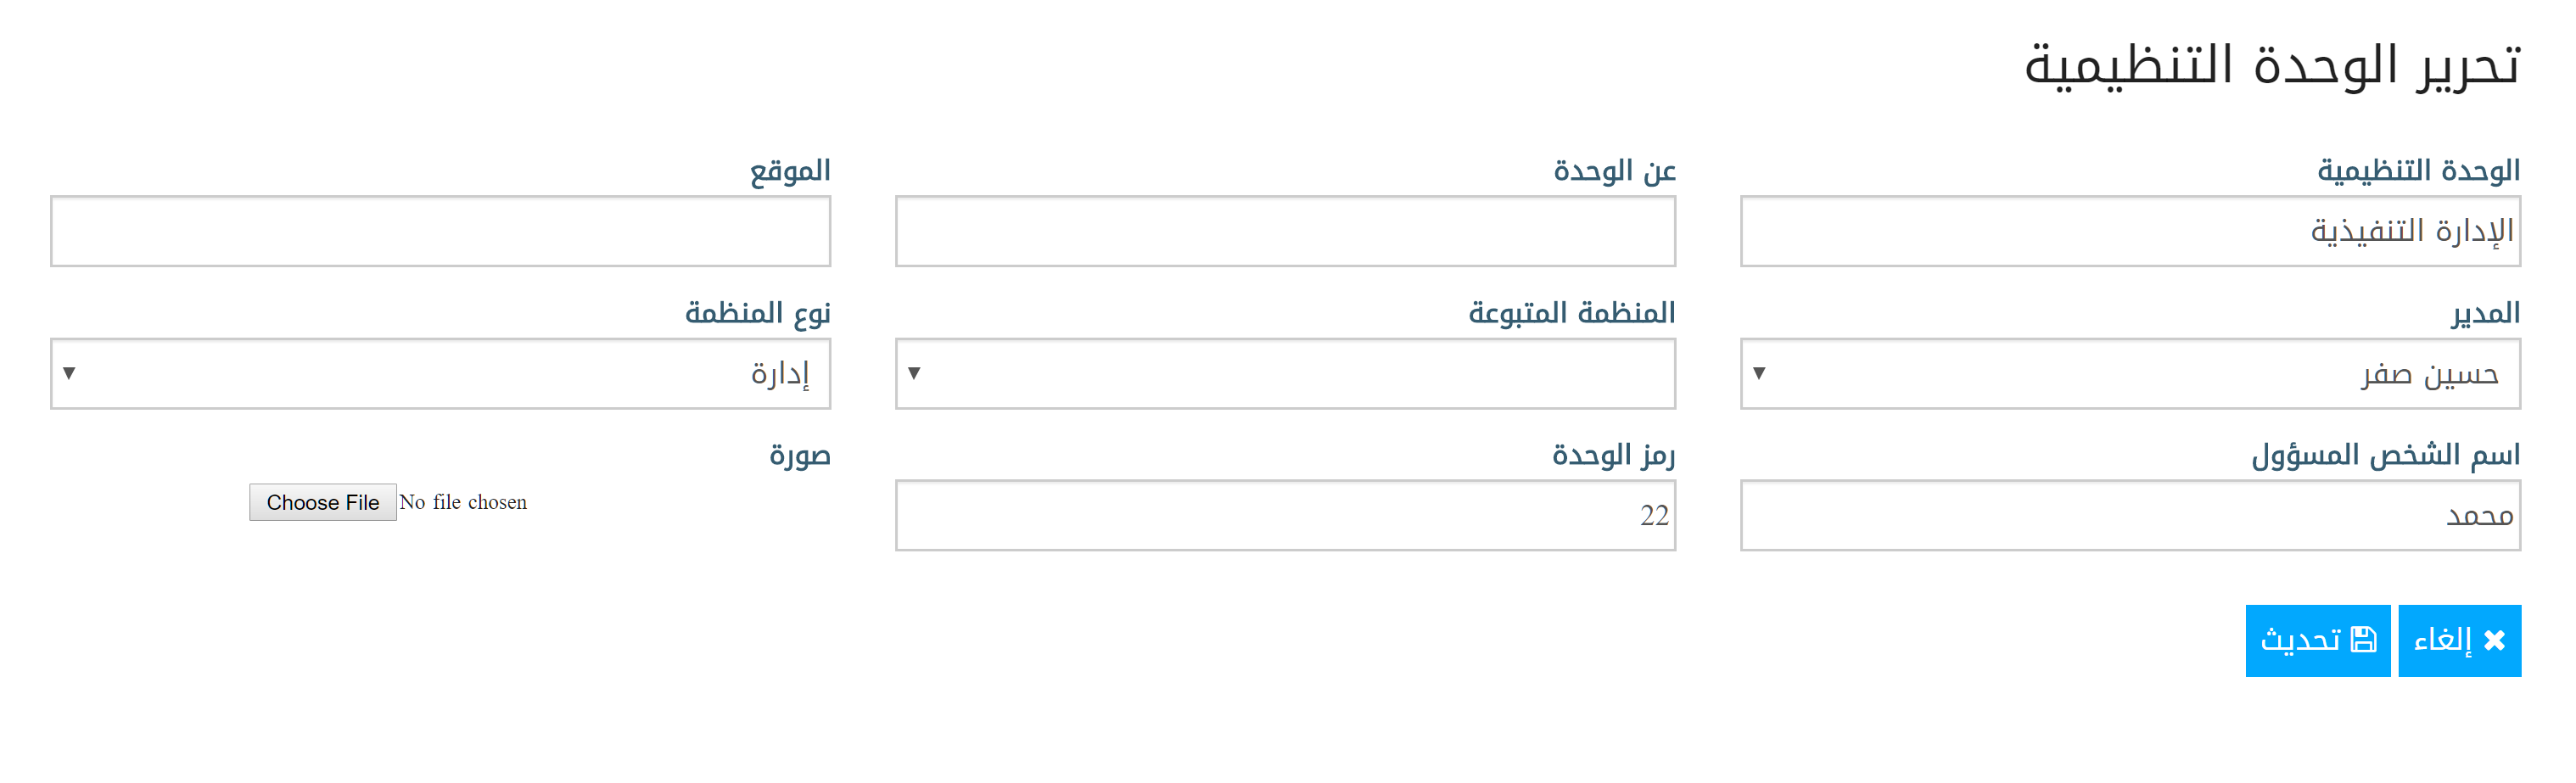 تحرير الوحدة التنظيمية
الوحدة التنظيمية
عن الوحدة
الموقع
الإدارة التنفيذية
المدير
المنظمة المتبوعة
نوع المنظمة
حسين صفر
إدارة
اسم الشخص المسؤول
رمز الوحدة
صورة
محمد
22
Choose File No file chosen
إلغاء
تحديث